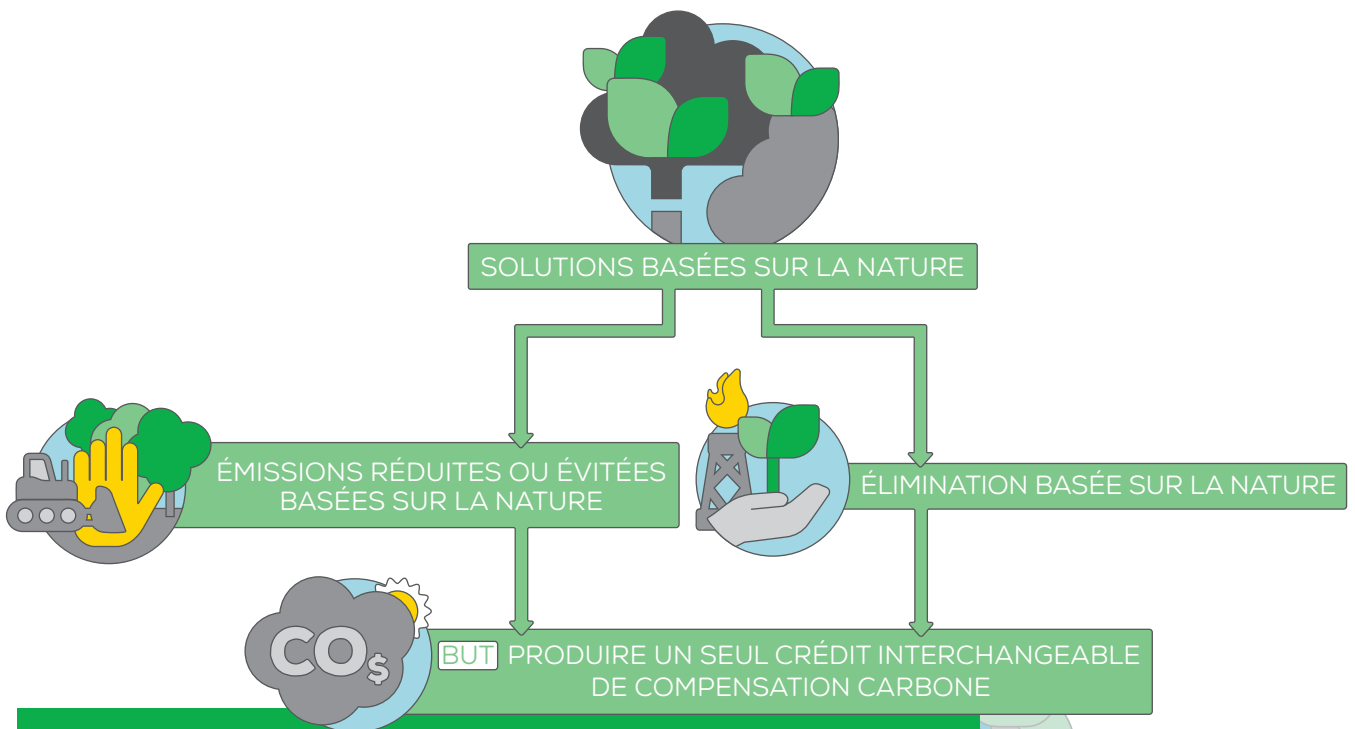 SOLUTIONS BASÉES SUR LA NATURE
ÉMISSIONS RÉDUITES OU ÉVITÉES
BASÉES SUR LA NATURE
ÉLIMINATION BASÉE SUR LA NATURE
CO$
BUT PRODUIRE UN SEUL CRÉDIT INTERCHANGEABLE
DE COMPENSATION CARBONE